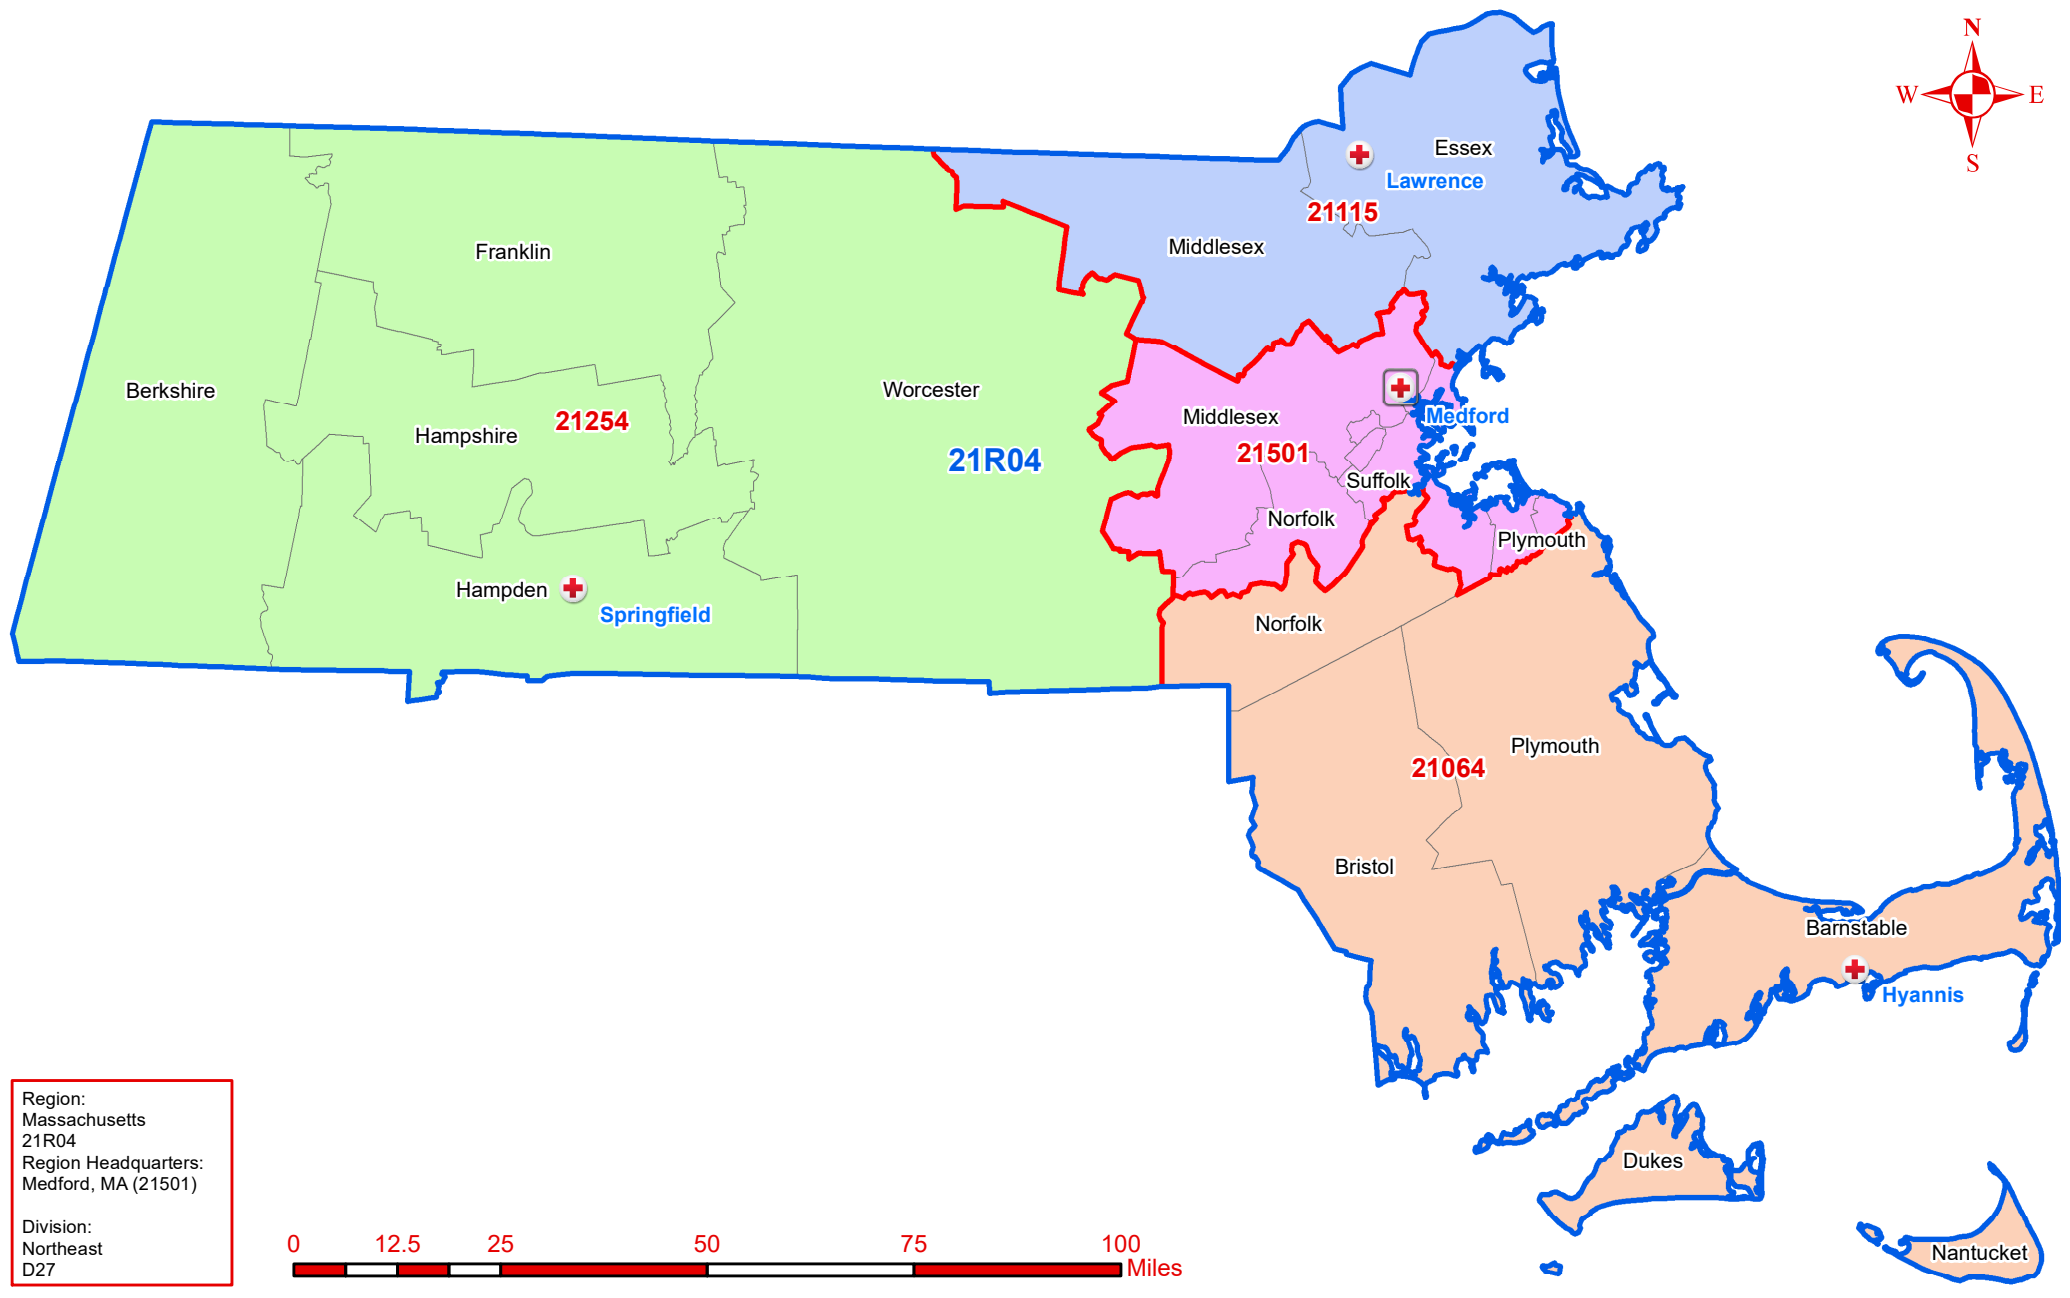 N
W E
S
Essex
Lawrence
21115
Middlesex
Franklin
Berkshire
Worcester
Hampshire
21254
21R04
Middlesex
Medford
21501
Suffolk
Norfolk
Plymouth
Hampden
Springfield
Norfolk
Plymouth
21064
Bristol
Barnstable
Hyannis
Dukes
Nantucket
Region:
Massachusetts
21R04
Region Headquarters:
Medford, MA (21501)
Division:
Northeast
D27
0 12.5 25 50 75 100
Miles